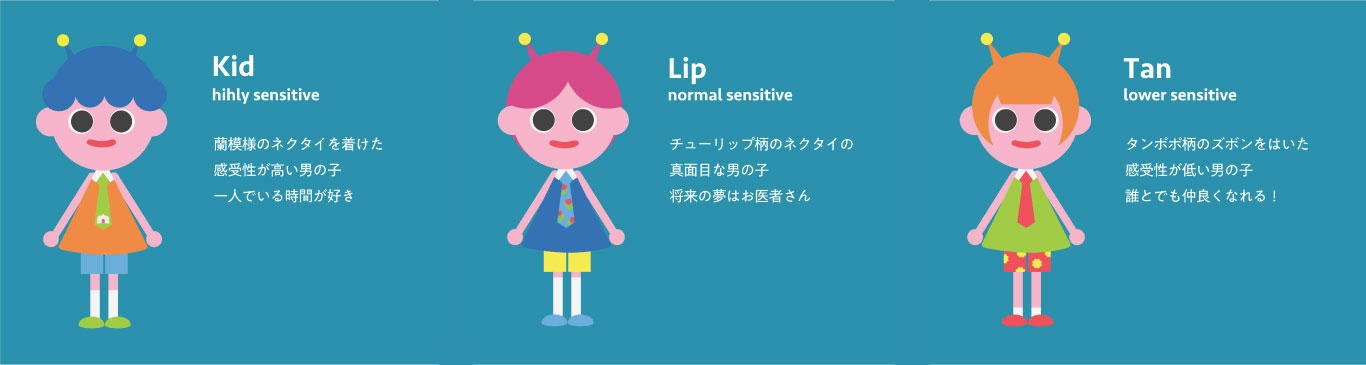 Kid
hihly sensitive
蘭模様のネクタイを着けた
感受性が高い男の子
一人でいる時間が好き
Lip
normal sensitive
チューリップ柄のネクタイの
真面目な男の子
将来の夢はお医者さん
Tan
lower sensitive
タンポポ柄のズボンをはいた
感受性が低い男の子
誰とでも仲良くなれる！